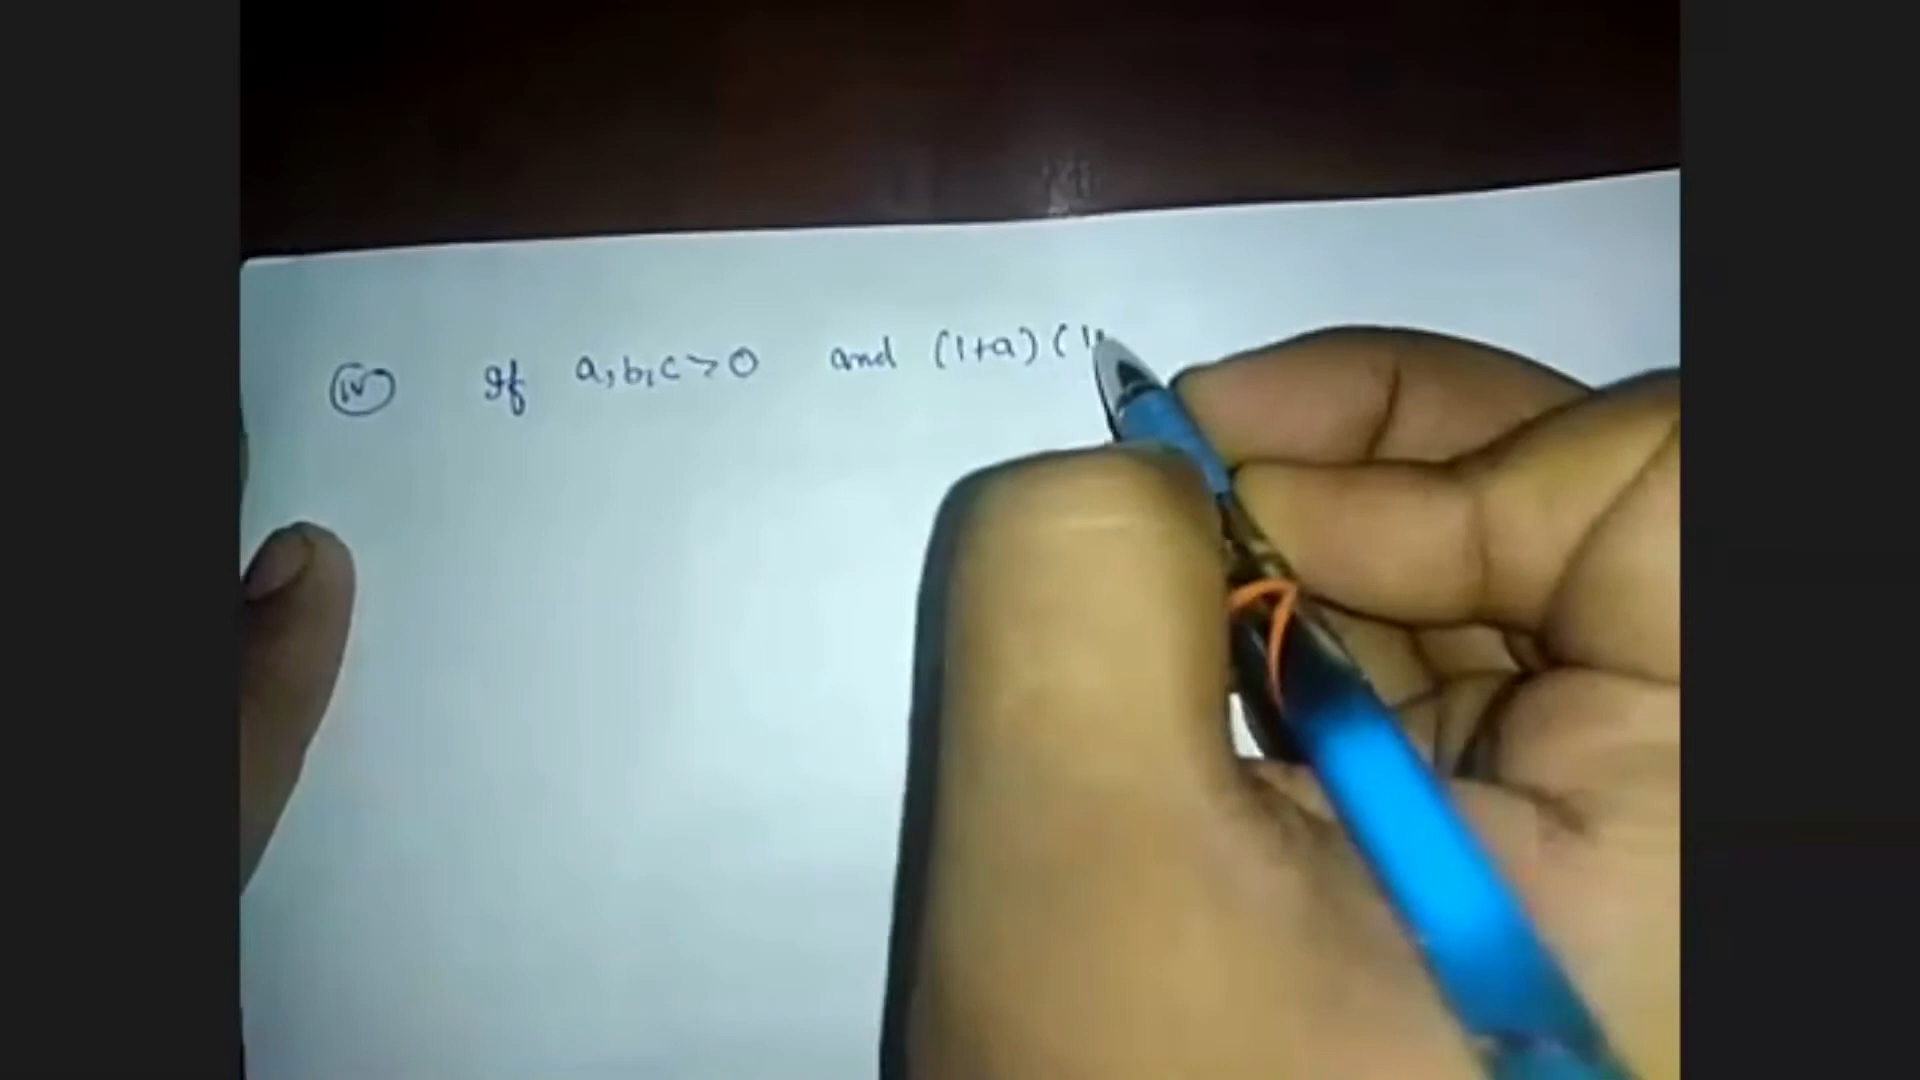 (iv) If a, b, c > 0 and (1+a) (1